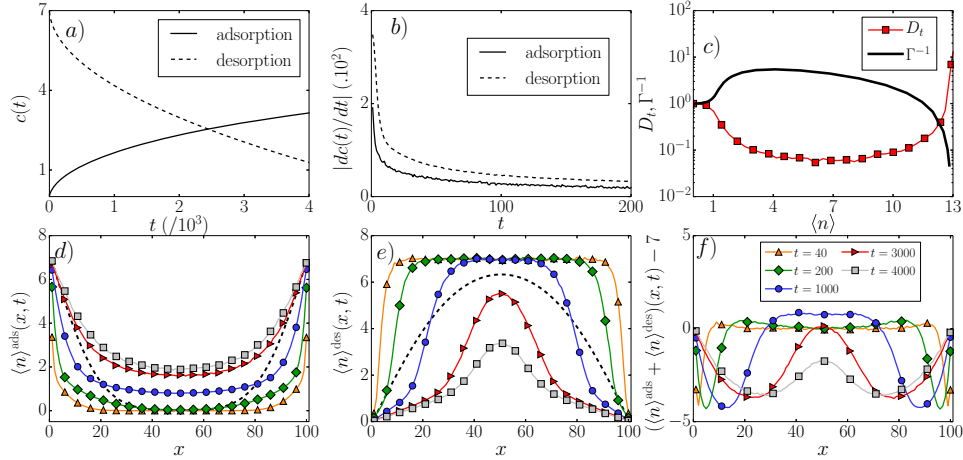 a)
adsorption
desorption
c(t)
7
4
1
0 1 2 3 4
t (/10³)
b)
adsorption
desorption
|dc(t)/dt| (.10²)
4
2
0
0 100 200
t
c)
D_t
Γ⁻¹
D_t, Γ⁻¹
10²
10¹
10⁰
10⁻¹
10⁻²
1 4 7 10 13
⟨n⟩
d)
⟨n⟩^ads(x, t)
8
6
4
2
0
0 20 40 60 80 100
x
e)
⟨n⟩^des(x, t)
8
6
4
2
0
0 20 40 60 80 100
x
f)
t = 40
t = 200
t = 1000
t = 3000
t = 4000
(⟨n⟩^ads + ⟨n⟩^des)(x, t) − 7
5
0
−5
0 20 40 60 80 100
x